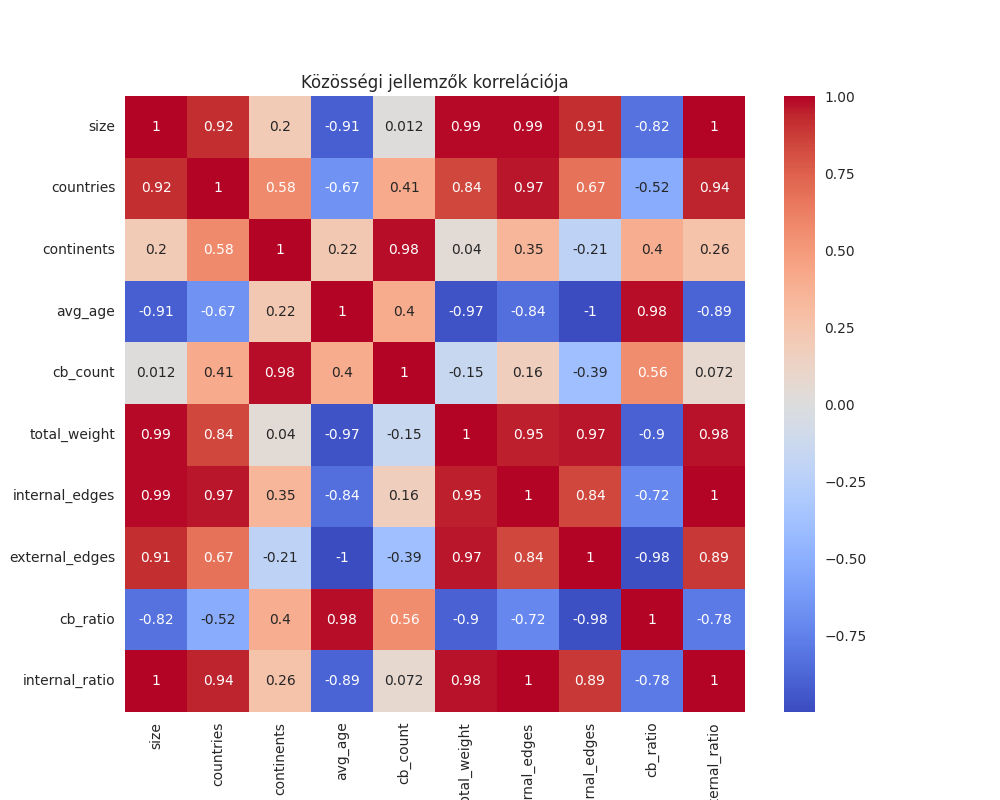 Közösségi jellemzők korrelációja
size 1 0.92 0.2 -0.91 0.012 0.99 0.99 0.91 -0.82 1
countries 0.92 1 0.58 -0.67 0.41 0.84 0.97 0.67 -0.52 0.94
continents 0.2 0.58 1 0.22 0.98 0.04 0.35 -0.21 0.4 0.26
avg_age -0.91 -0.67 0.22 1 0.4 -0.97 -0.84 -1 0.98 -0.89
cb_count 0.012 0.41 0.98 0.4 1 -0.15 0.16 -0.39 0.56 0.072
total_weight 0.99 0.84 0.04 -0.97 -0.15 1 0.95 0.97 -0.9 0.98
internal_edges 0.99 0.97 0.35 -0.84 0.16 0.95 1 0.84 -0.72 1
external_edges 0.91 0.67 -0.21 -1 -0.39 0.97 0.84 1 -0.98 0.89
cb_ratio -0.82 -0.52 0.4 0.98 0.56 -0.9 -0.72 -0.98 1 -0.78
internal_ratio 1 0.94 0.26 -0.89 0.072 0.98 1 0.89 -0.78 1
size
countries
continents
avg_age
cb_count
otal_weight
rnal_edges
rnal_edges
cb_ratio
ernal_ratio
1.00
0.75
0.50
0.25
0.00
−0.25
−0.50
−0.75